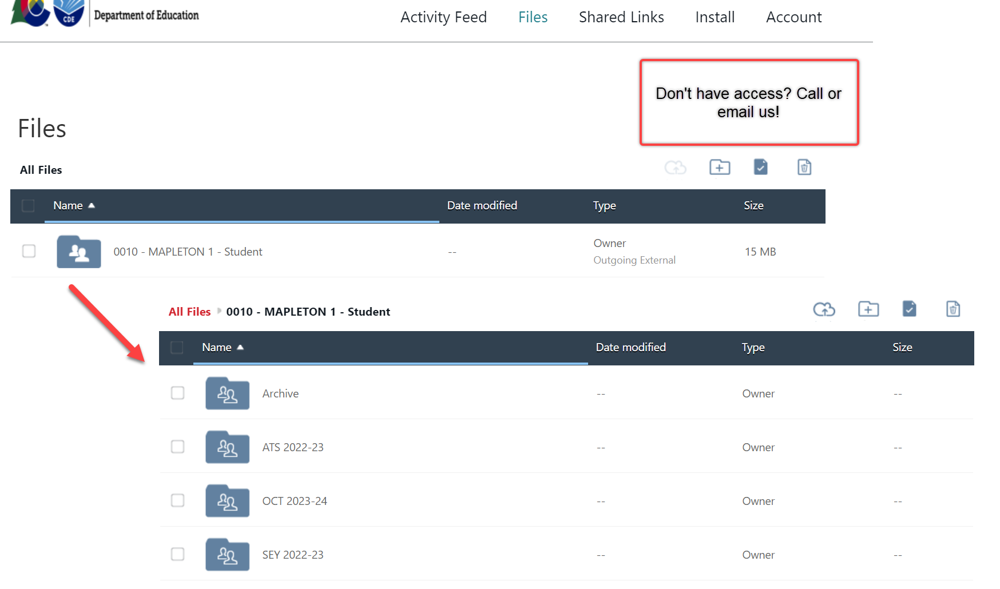 CDE
Department of Education
Activity Feed Files Shared Links Install Account
Don't have access? Call or
email us!
Files
All Files
Name Date modified Type Size
0010 - MAPLETON 1 - Student -- Owner 15 MB
Outgoing External
All Files 0010 - MAPLETON 1 - Student
Name Date modified Type Size
Archive -- Owner --
ATS 2022-23 -- Owner --
OCT 2023-24 -- Owner --
SEY 2022-23 -- Owner --